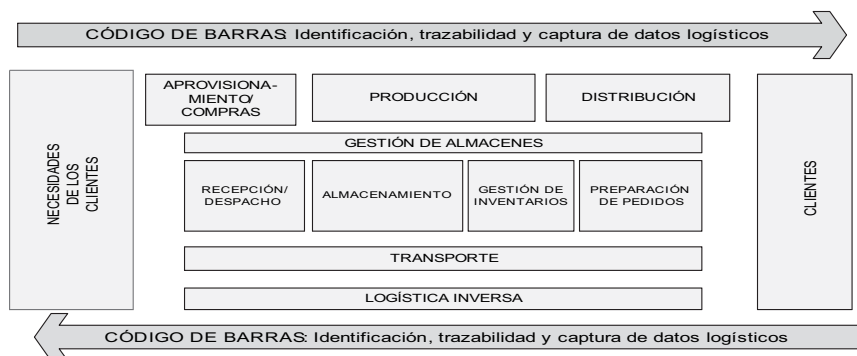 CÓDIGO DE BARRAS: Identificación, trazabilidad y captura de datos logísticos
NECESIDADES
DE LOS
CLIENTES
APROVISIONA-
MIENTO/
COMPRAS
PRODUCCIÓN
DISTRIBUCIÓN
GESTIÓN DE ALMACENES
RECEPCIÓN/
DESPACHO
ALMACENAMIENTO
GESTIÓN DE
INVENTARIOS
PREPARACIÓN
DE PEDIDOS
TRANSPORTE
LOGÍSTICA INVERSA
CLIENTES
CÓDIGO DE BARRAS: Identificación, trazabilidad y captura de datos logísticos